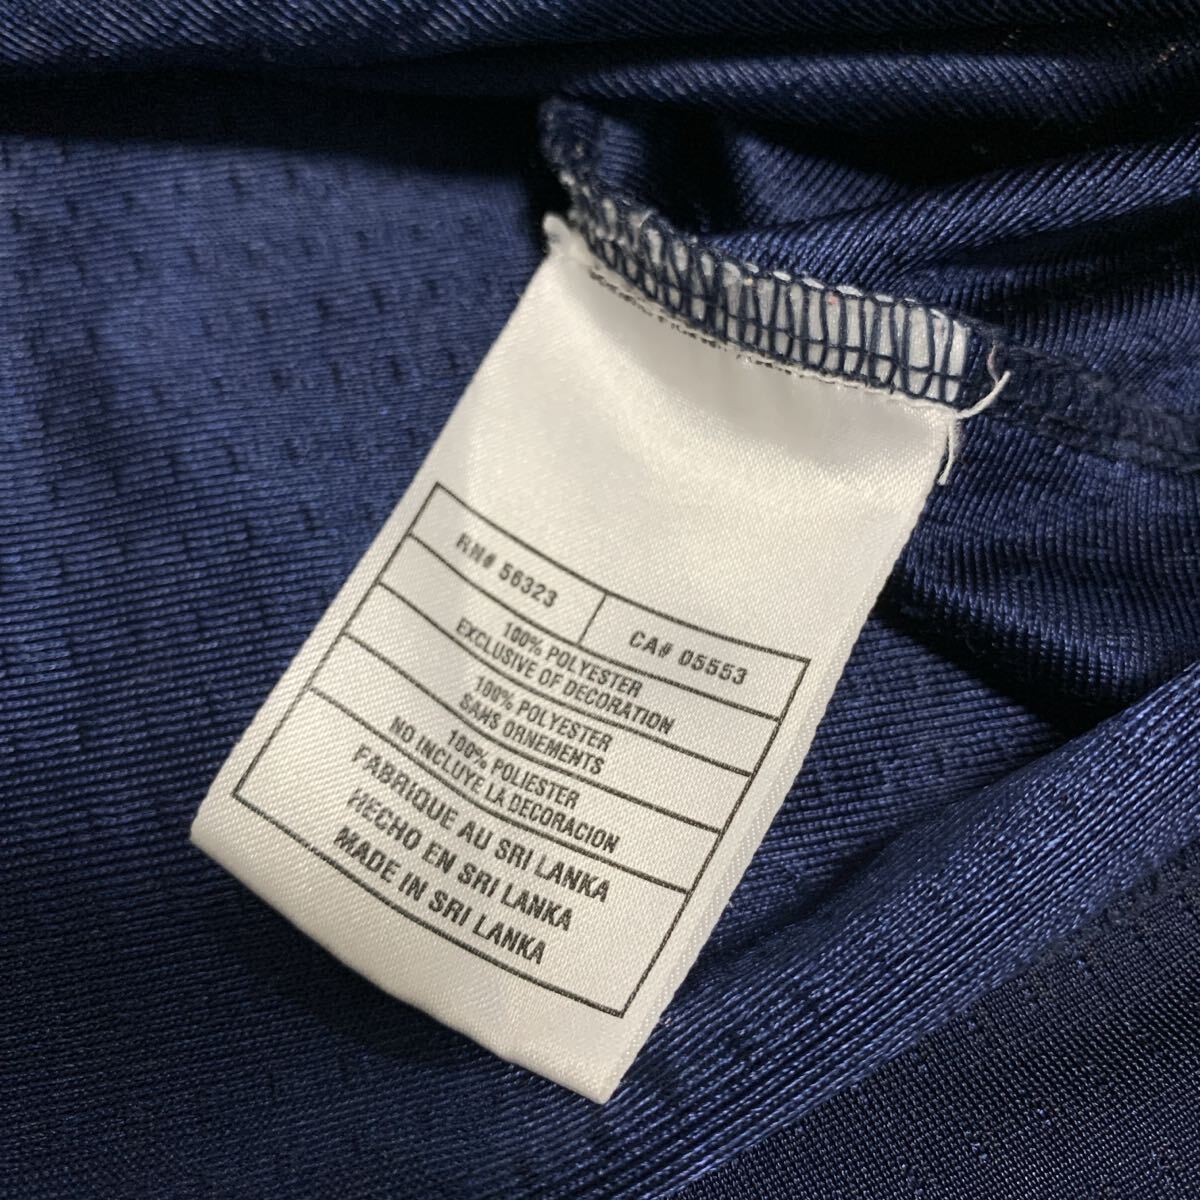 RN# 56323
CA# 05553
100% POLYESTER
EXCLUSIVE OF DECORATION
100% POLYESTER
SANS ORNEMENTS
100% POLIESTER
NO INCLUYE LA DECORACION
FABRIQUE AU SRI LANKA
HECHO EN SRI LANKA
MADE IN SRI LANKA